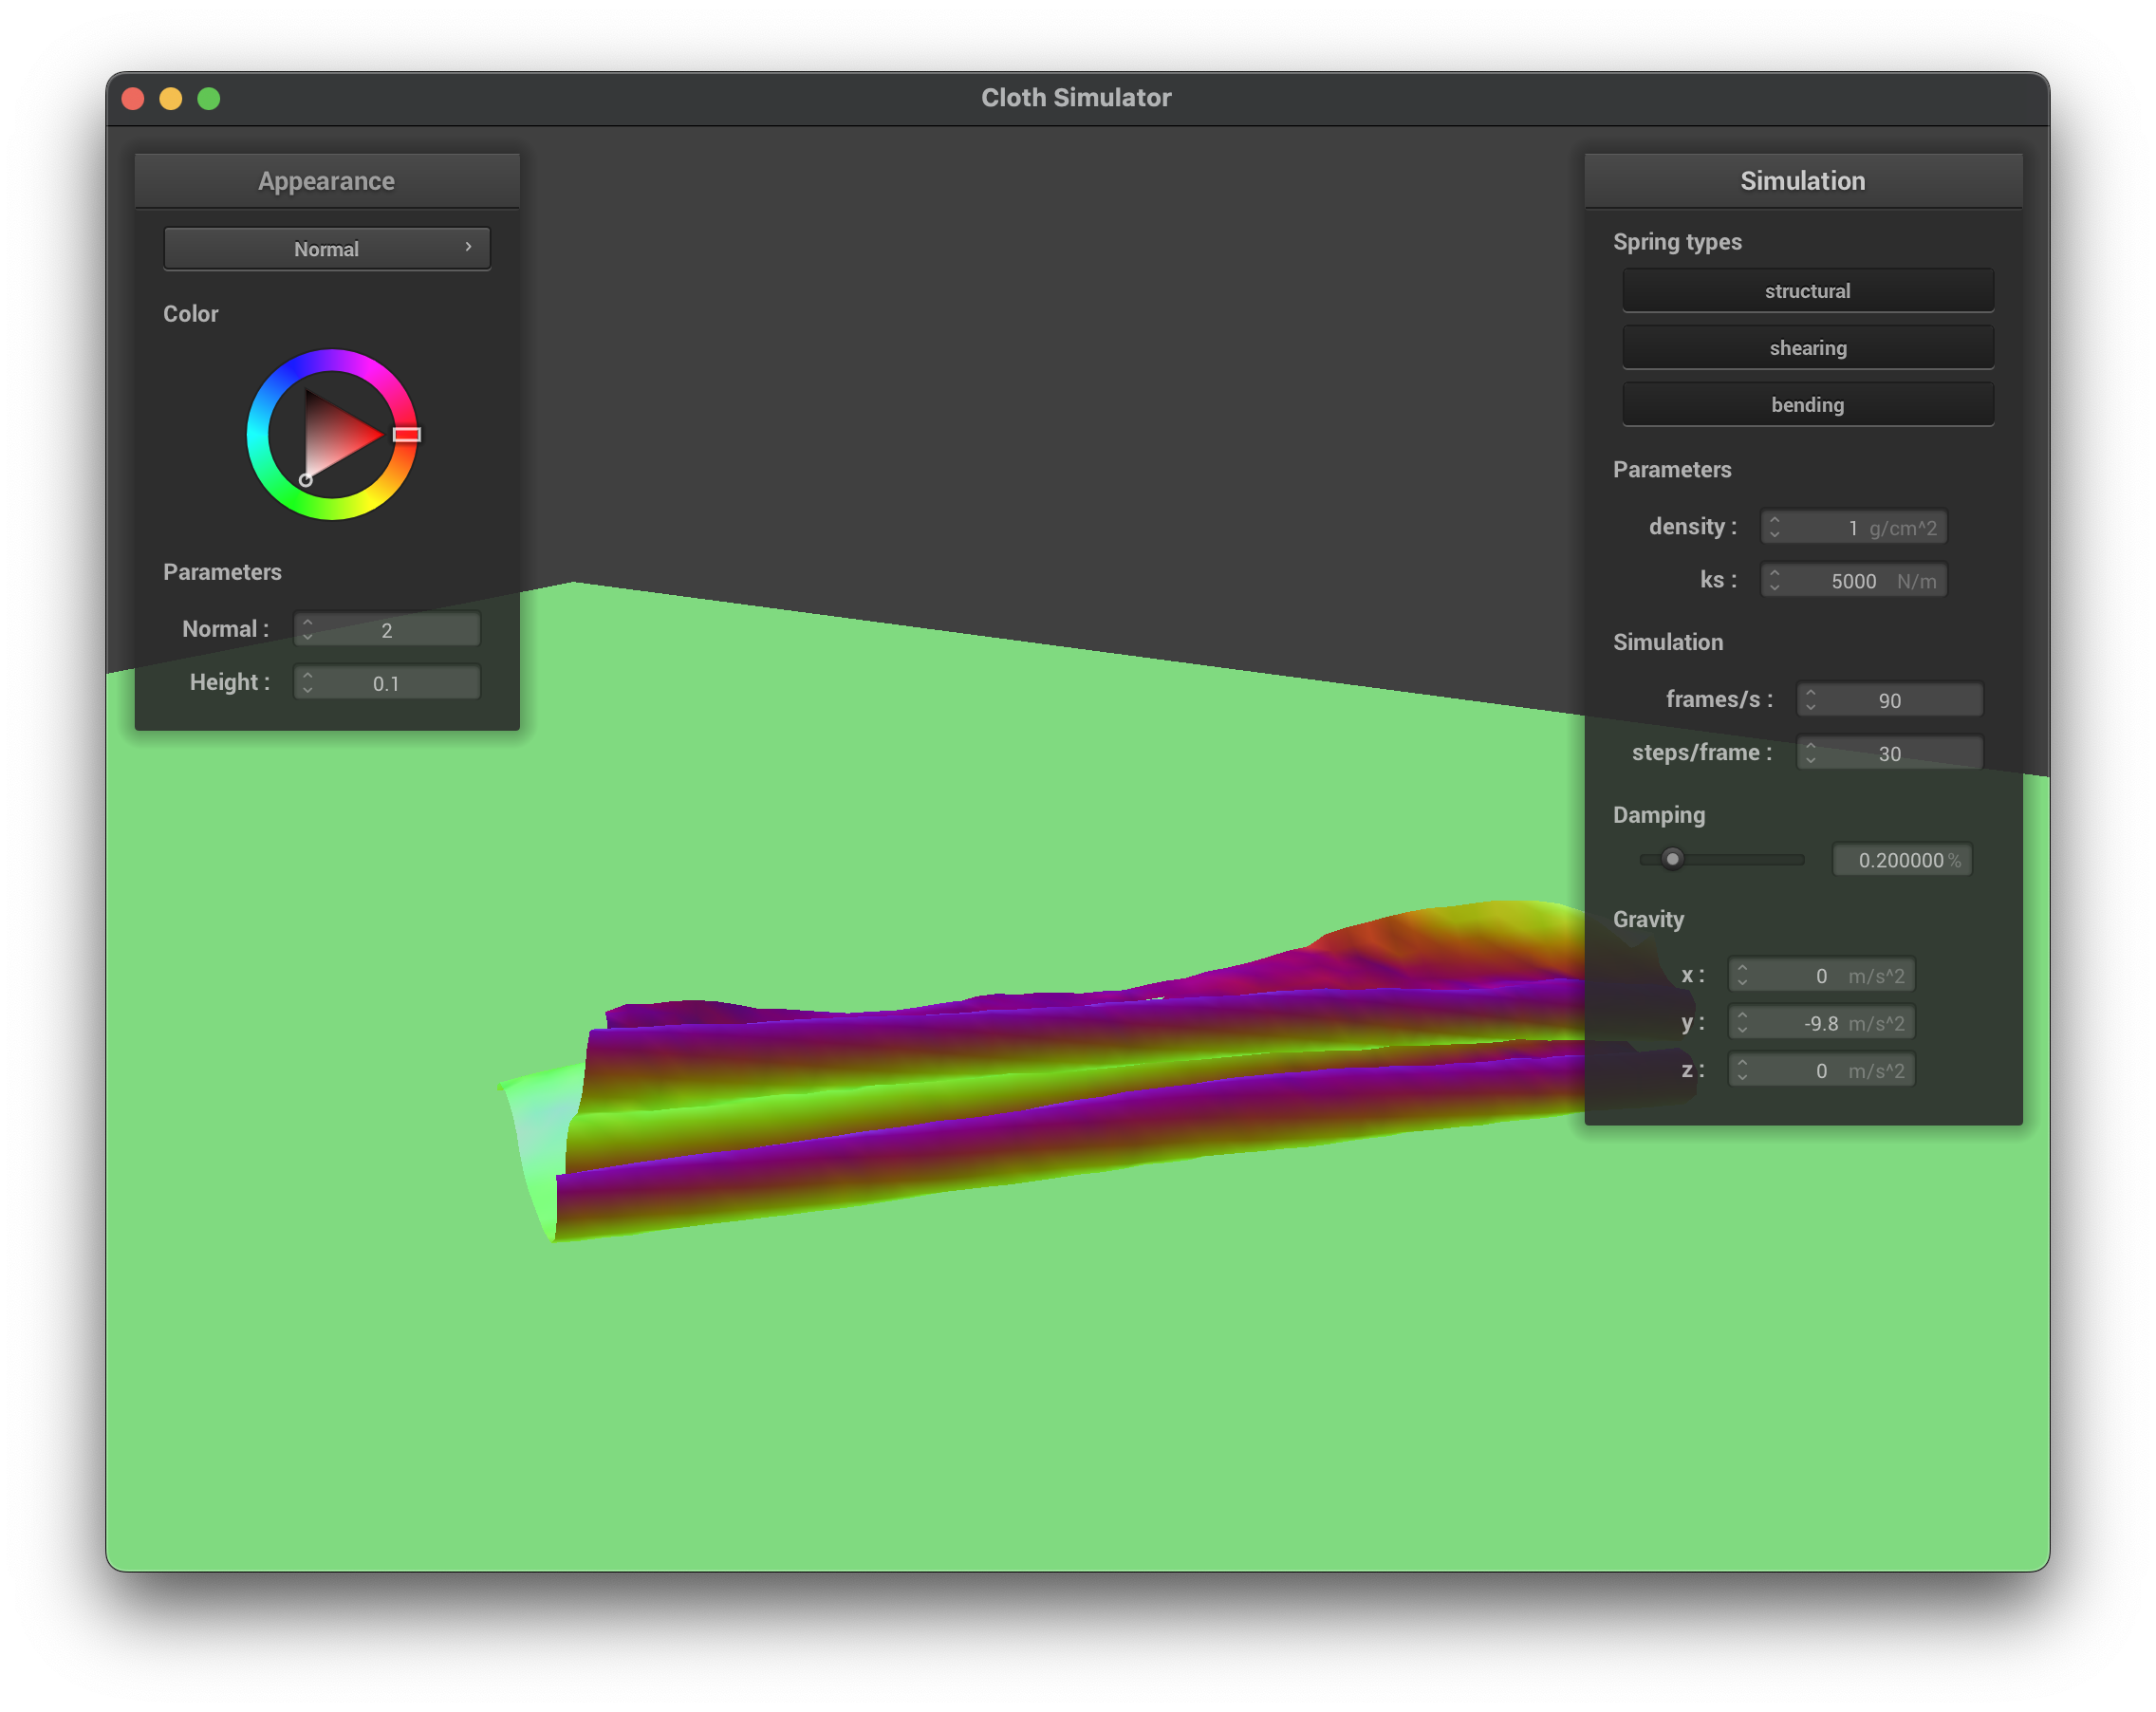 Cloth Simulator
Appearance
Normal
Color
Parameters
Normal : 2
Height : 0.1
Simulation
Spring types
structural
shearing
bending
Parameters
density : 1 g/cm^2
ks : 5000 N/m
Simulation
frames/s : 90
steps/frame : 30
Damping
0.200000 %
Gravity
x : 0 m/s^2
y : -9.8 m/s^2
z : 0 m/s^2